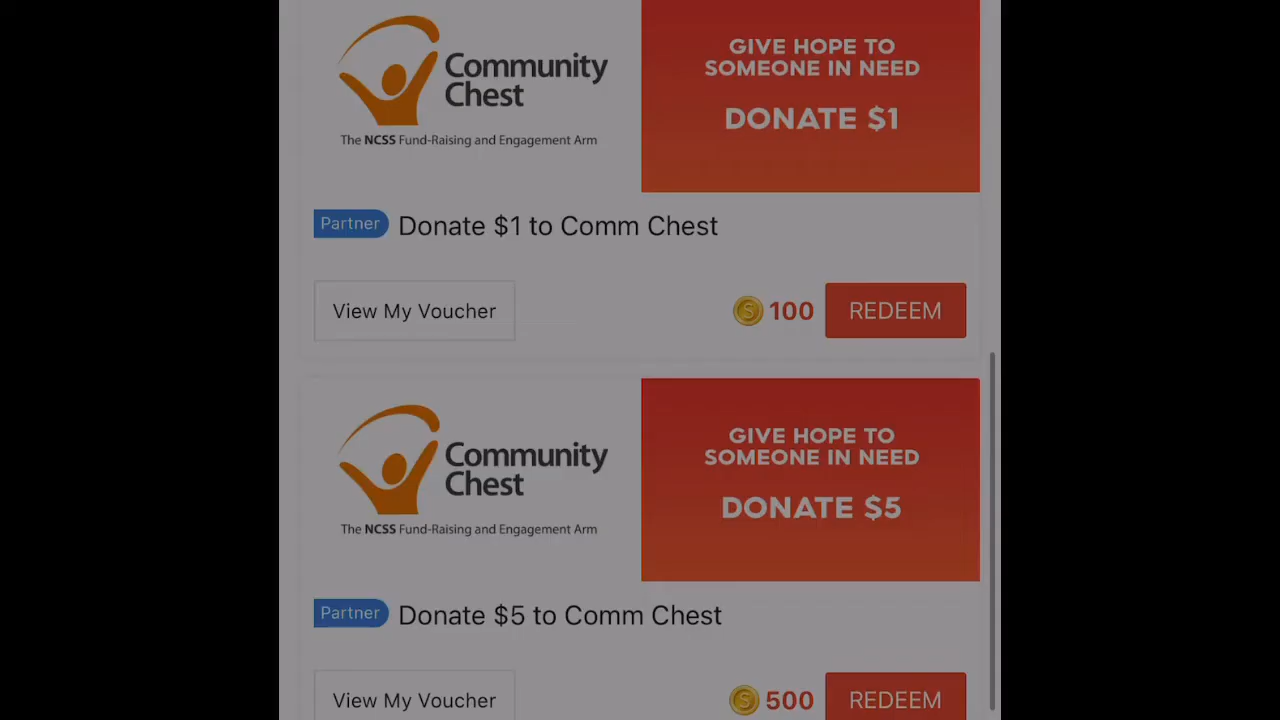 Community
Chest
The NCSS Fund-Raising and Engagement Arm
GIVE HOPE TO
SOMEONE IN NEED
DONATE $1
Partner Donate $1 to Comm Chest
View My Voucher
S 100 REDEEM
Community
Chest
The NCSS Fund-Raising and Engagement Arm
GIVE HOPE TO
SOMEONE IN NEED
DONATE $5
Partner Donate $5 to Comm Chest
View My Voucher
S 500 REDEEM